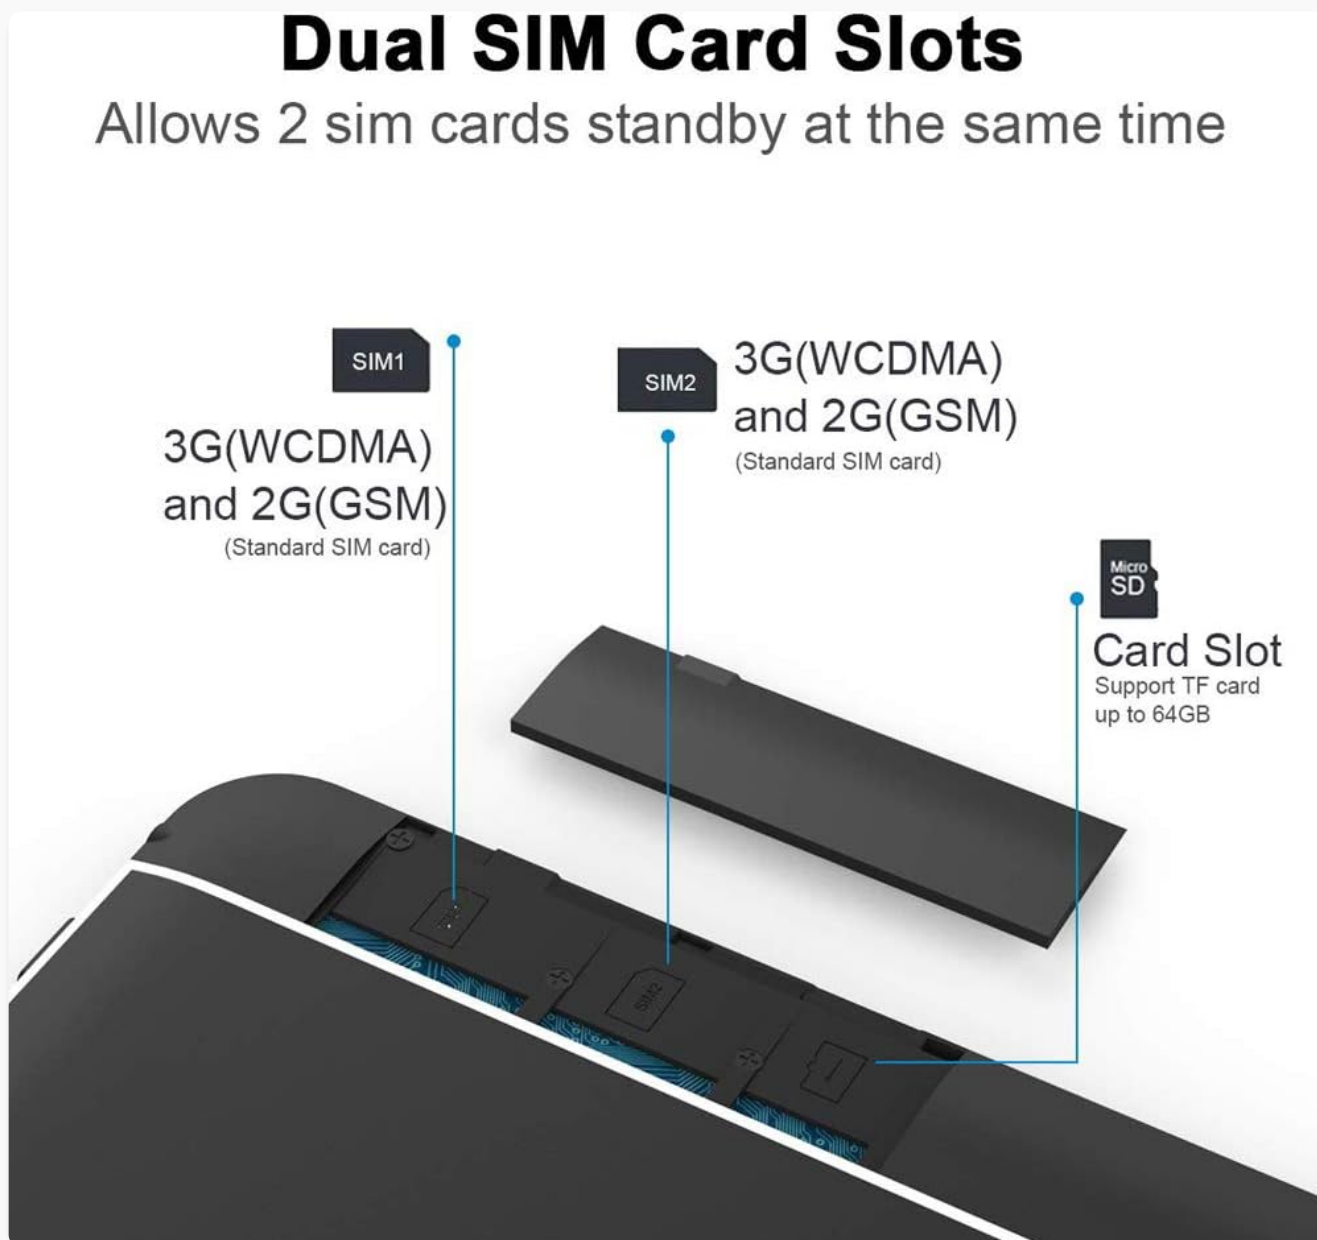 Dual SIM Card Slots
Allows 2 sim cards standby at the same time
SIM1
3G(WCDMA)
and 2G(GSM)
(Standard SIM card)
SIM2
3G(WCDMA)
and 2G(GSM)
(Standard SIM card)
Micro
SD
Card Slot
Support TF card
up to 64GB
SIM2